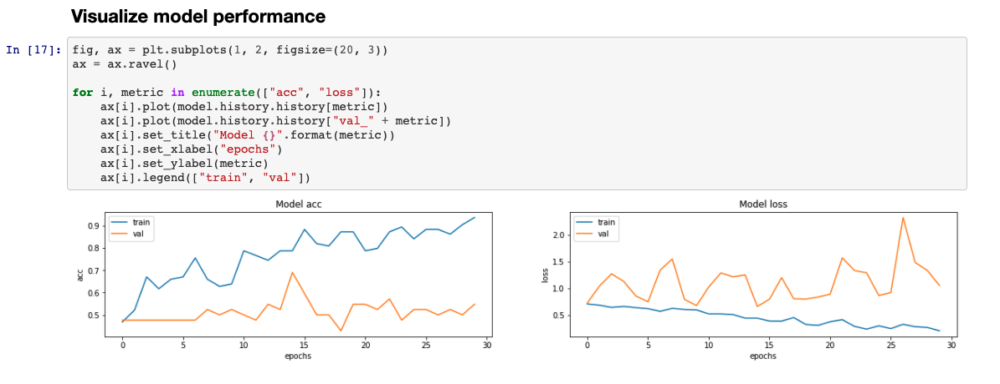 Visualize model performance
In [17]: fig, ax = plt.subplots(1, 2, figsize=(20, 3))
ax = ax.ravel()
for i, metric in enumerate(["acc", "loss"]):
    ax[i].plot(model.history.history[metric])
    ax[i].plot(model.history.history["val_" + metric])
    ax[i].set_title("Model {}".format(metric))
    ax[i].set_xlabel("epochs")
    ax[i].set_ylabel(metric)
    ax[i].legend(["train", "val"])
Model acc
train
val
0.9
0.8
0.7
0.6
0.5
acc
0 5 10 15 20 25 30
epochs
Model loss
train
val
2.0
1.5
1.0
0.5
loss
0 5 10 15 20 25 30
epochs